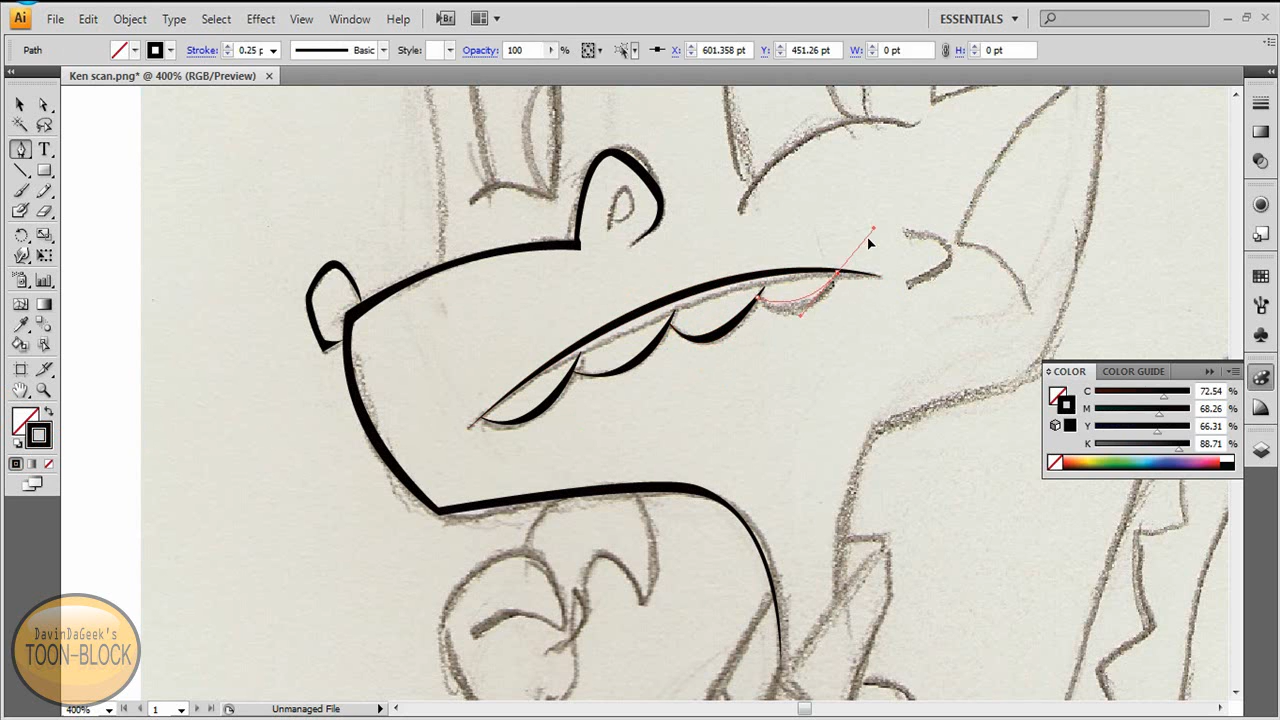 Ai File Edit Object Type Select Effect View Window Help Br ESSENTIALS
Path Stroke: 0.25 p Basic Style: Opacity: 100 % X: 601.358 pt Y: 451.26 pt W: 0 pt H: 0 pt
Ken scan.png* @ 400% (RGB/Preview)
T
COLOR COLOR GUIDE
C 72.54 %
M 68.26 %
Y 66.31 %
K 88.71 %
DavinDaGeek's
TOON-BLOCK
400% 1 Unmanaged File